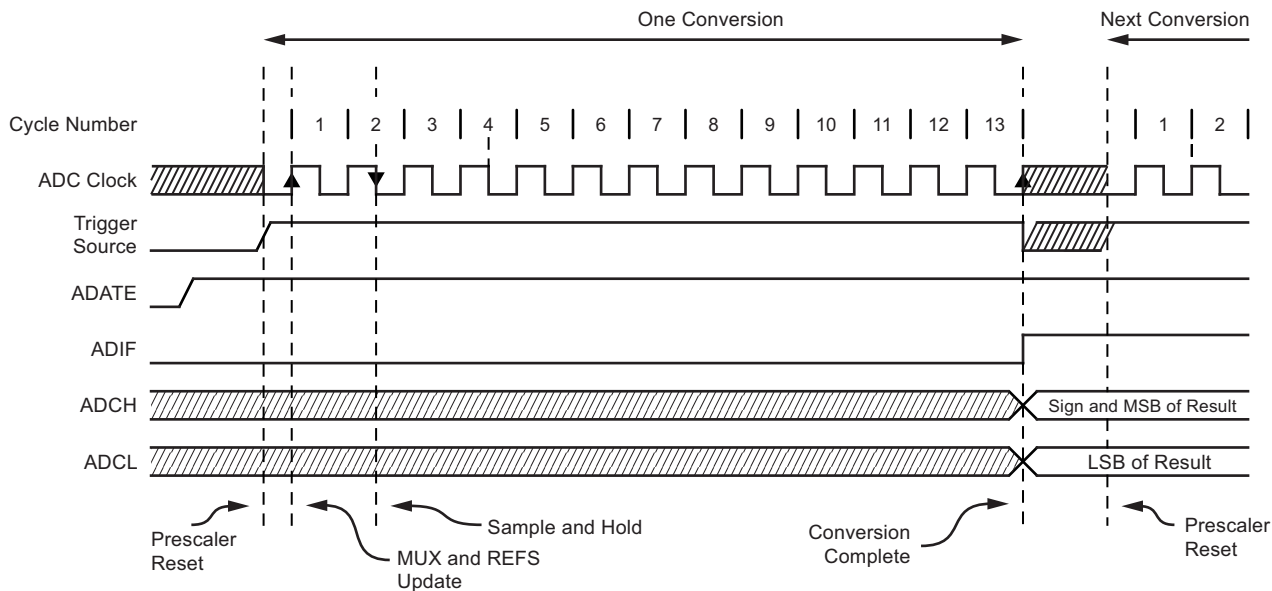 One Conversion
Next Conversion
Cycle Number
1 2 3 4 5 6 7 8 9 10 11 12 13 1 2
ADC Clock
Trigger
Source
ADATE
ADIF
ADCH
Sign and MSB of Result
ADCL
LSB of Result
Prescaler
Reset
MUX and REFS
Update
Sample and Hold
Conversion
Complete
Prescaler
Reset